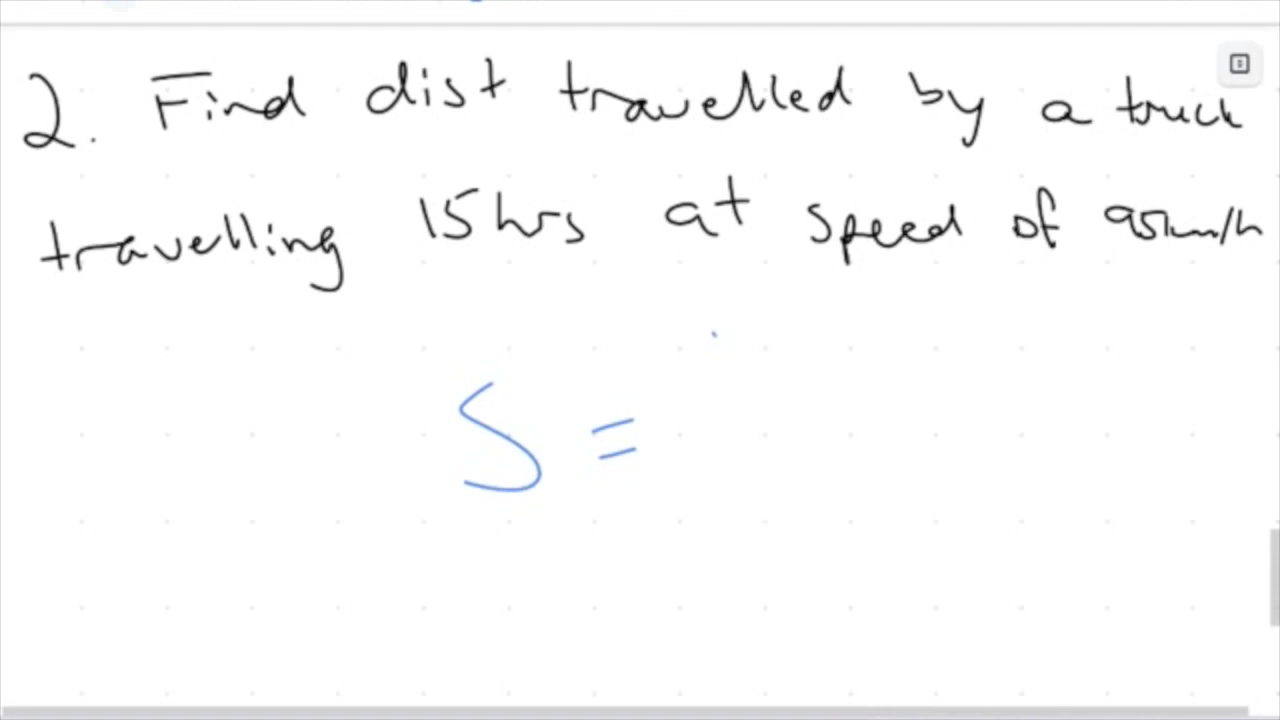 2. Find dist travelled by a truck
travelling 15hrs at speed of 95km/h
S =